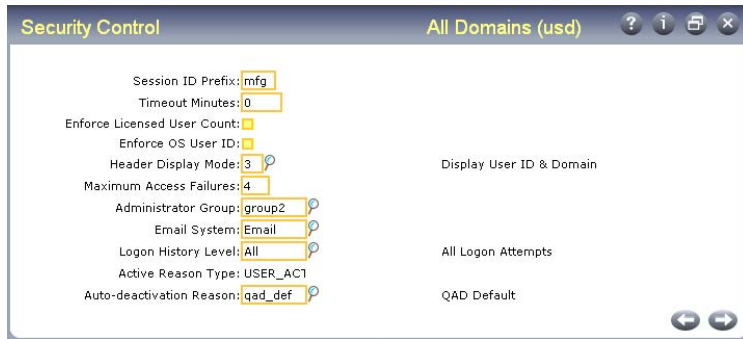 Security Control All Domains (usd)
Session ID Prefix: mfg
Timeout Minutes: 0
Enforce Licensed User Count:
Enforce OS User ID:
Header Display Mode: 3 Display User ID & Domain
Maximum Access Failures: 4
Administrator Group: group2
Email System: Email
Logon History Level: All All Logon Attempts
Active Reason Type: USER_ACT
Auto-deactivation Reason: qad_def QAD Default